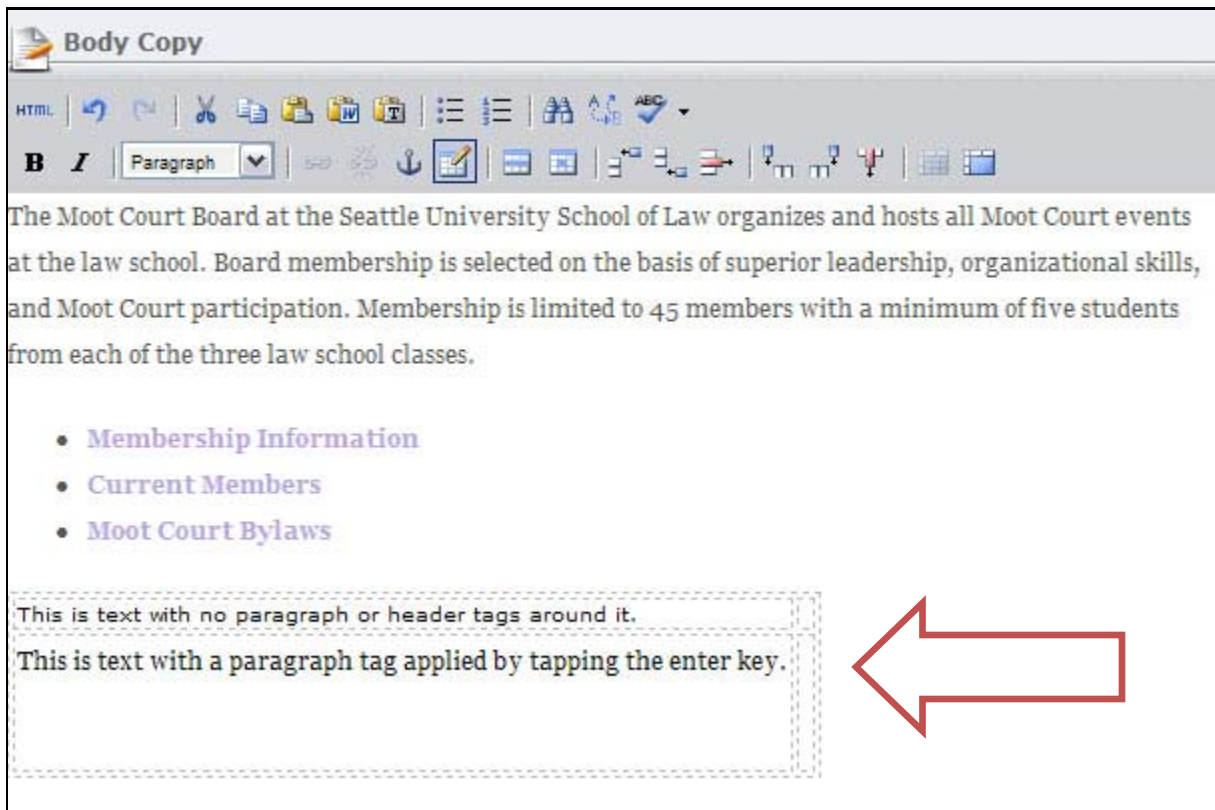 Body Copy
HTML
ABC
B I Paragraph
The Moot Court Board at the Seattle University School of Law organizes and hosts all Moot Court events
at the law school. Board membership is selected on the basis of superior leadership, organizational skills,
and Moot Court participation. Membership is limited to 45 members with a minimum of five students
from each of the three law school classes.
• Membership Information
• Current Members
• Moot Court Bylaws
This is text with no paragraph or header tags around it.
This is text with a paragraph tag applied by tapping the enter key.